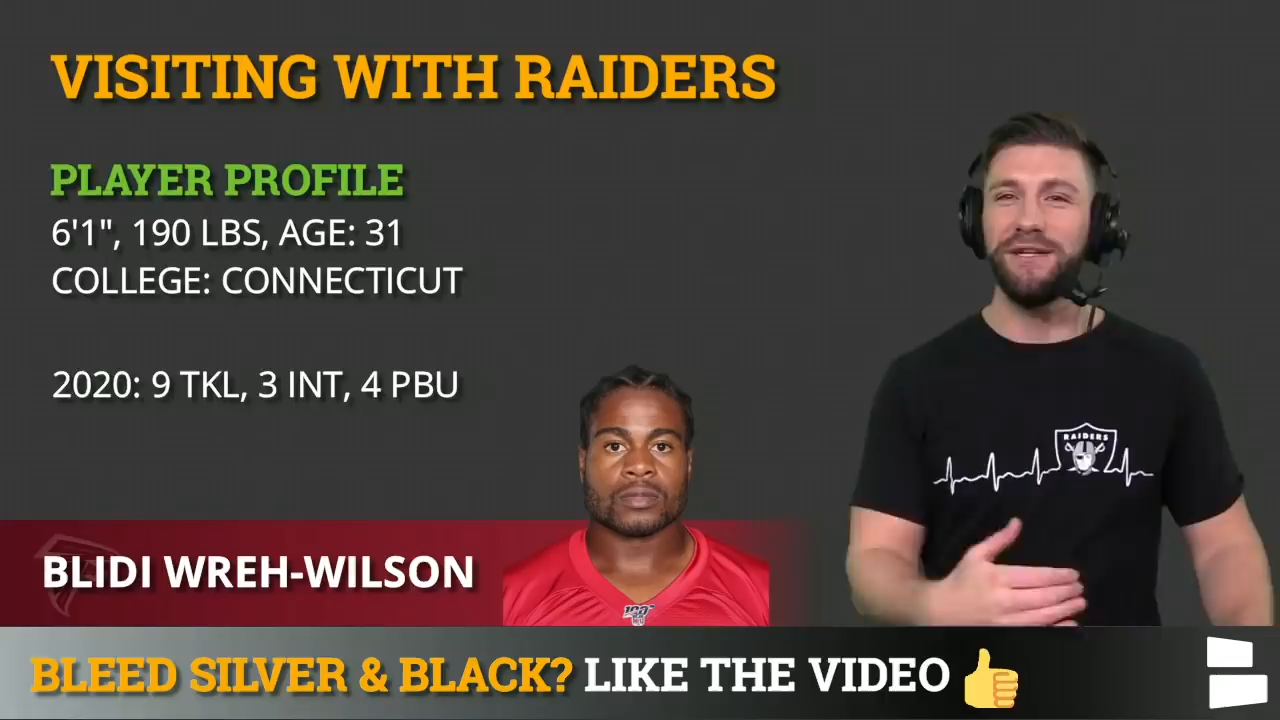 VISITING WITH RAIDERS
PLAYER PROFILE
6'1", 190 LBS, AGE: 31
COLLEGE: CONNECTICUT
2020: 9 TKL, 3 INT, 4 PBU
RAIDERS
BLIDI WREH-WILSON
100
BLEED SILVER & BLACK? LIKE THE VIDEO